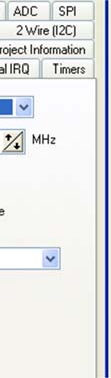 ADC SPI
2 Wire (I2C)
roject Information
al IRQ Timers
MHz
e